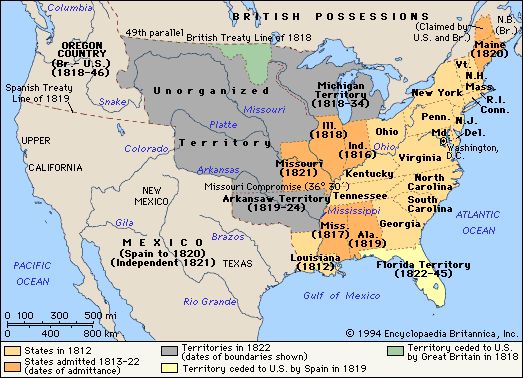 BRITISH POSSESSIONS
Columbia
49th parallel
British Treaty Line of 1818
(Claimed by
U.S. and Br.)
N.B.
(Br.)
OREGON
COUNTRY
(Br.- U.S.)
(1818-46)
Maine
(1820)
Spanish Treaty
Line of 1819
Snake
Unorganized
Territory
Missouri
Platte
Michigan
Territory
(1818-34)
Vt.
N.H.
Mass.
R.I.
Conn.
New York
Penn.
N.J.
Del.
Md.
Washington,
D.C.
UPPER
CALIFORNIA
Colorado
Arkansas
Ill.
(1818)
Ind.
(1816)
Ohio
Ohio
Virginia
Missouri
(1821)
Kentucky
Missouri Compromise (36° 30´)
NEW
MEXICO
Arkansaw Territory
(1819-24)
Tennessee
North
Carolina
South
Carolina
Mississippi
Gila
Brazos
MEXICO
(Spain to 1820)
(Independent 1821)
TEXAS
Miss.
(1817)
Ala.
(1819)
Georgia
ATLANTIC
OCEAN
Louisiana
(1812)
Florida Territory
(1822-45)
PACIFIC
OCEAN
Rio Grande
Gulf of Mexico
0 200 400 mi
0 400 800 km
© 1994 Encyclopaedia Britannica, Inc.
States in 1812
States admitted 1813-22
(dates of admittance)
Territories in 1822
(dates of boundaries shown)
Territory ceded to U.S. by Spain in 1819
Territory ceded to U.S.
by Great Britain in 1818